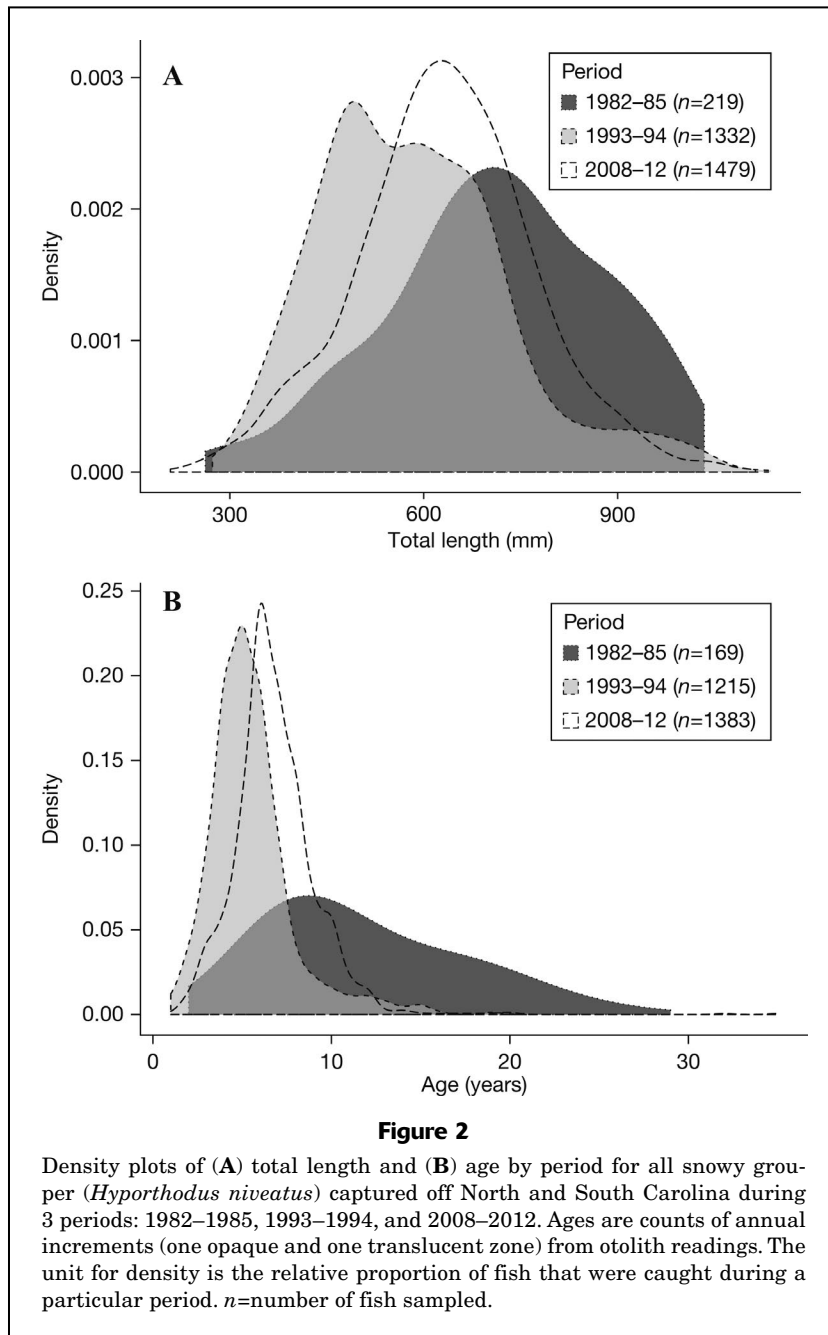 A
Period
1982–85 (n=219)
1993–94 (n=1332)
2008–12 (n=1479)
0.003
0.002
0.001
0.000
Density
300 600 900
Total length (mm)
B
Period
1982–85 (n=169)
1993–94 (n=1215)
2008–12 (n=1383)
0.25
0.20
0.15
0.10
0.05
0.00
Density
0 10 20 30
Age (years)
Figure 2
Density plots of (A) total length and (B) age by period for all snowy grou-
per (Hyporthodus niveatus) captured off North and South Carolina during
3 periods: 1982–1985, 1993–1994, and 2008–2012. Ages are counts of annual
increments (one opaque and one translucent zone) from otolith readings. The
unit for density is the relative proportion of fish that were caught during a
particular period. n=number of fish sampled.